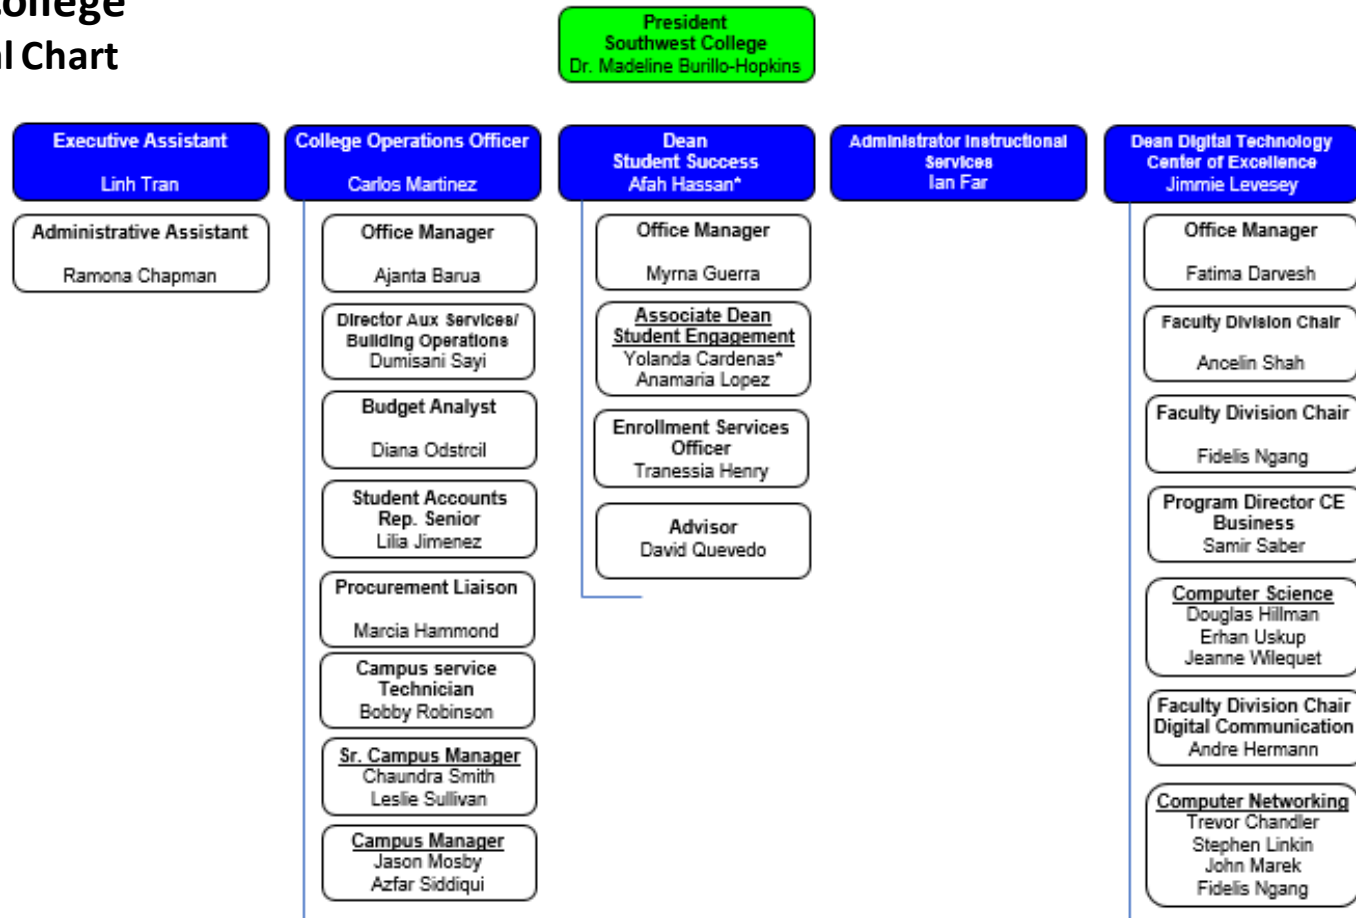 College
l Chart
President
Southwest College
Dr. Madeline Burillo-Hopkins
Executive Assistant
Linh Tran
Administrative Assistant
Ramona Chapman
College Operations Officer
Carlos Martinez
Office Manager
Ajanta Barua
Director Aux Services/
Building Operations
Dumisani Sayi
Budget Analyst
Diana Odstrcil
Student Accounts
Rep. Senior
Lilia Jimenez
Procurement Liaison
Marcia Hammond
Campus service
Technician
Bobby Robinson
Sr. Campus Manager
Chaundra Smith
Leslie Sullivan
Campus Manager
Jason Mosby
Azfar Siddiqui
Dean
Student Success
Afah Hassan*
Office Manager
Myrna Guerra
Associate Dean
Student Engagement
Yolanda Cardenas*
Anamaria Lopez
Enrollment Services
Officer
Tranessia Henry
Advisor
David Quevedo
Administrator Instructional
Services
Ian Far
Dean Digital Technology
Center of Excellence
Jimmie Levesey
Office Manager
Fatima Darvesh
Faculty Division Chair
Ancelin Shah
Faculty Division Chair
Fidelis Ngang
Program Director CE
Business
Samir Saber
Computer Science
Douglas Hillman
Erhan Uskup
Jeanne Wilequet
Faculty Division Chair
Digital Communication
Andre Hermann
Computer Networking
Trevor Chandler
Stephen Linkin
John Marek
Fidelis Ngang